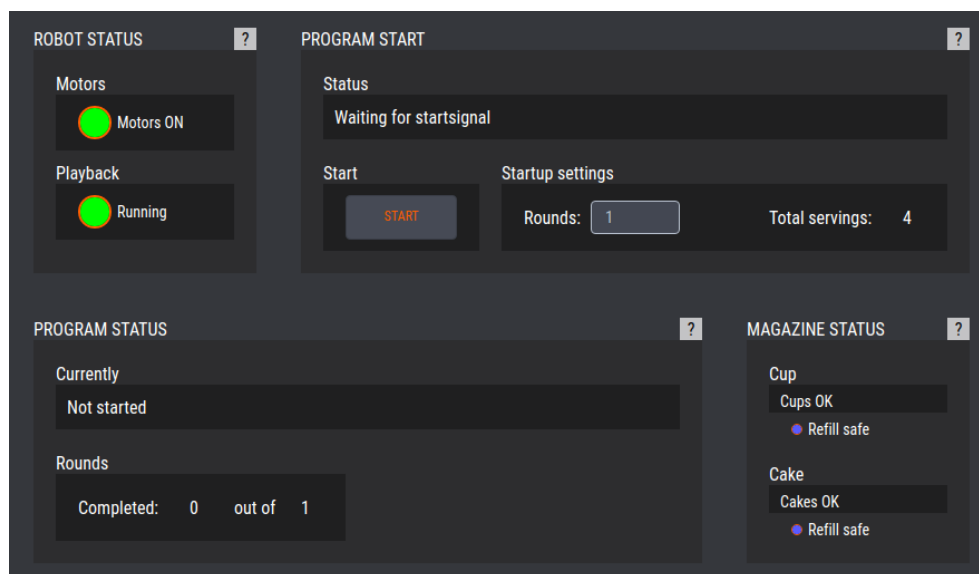 ROBOT STATUS ?
Motors
Motors ON
Playback
Running
PROGRAM START ?
Status
Waiting for startsignal
Start
START
Startup settings
Rounds: 1 Total servings: 4
PROGRAM STATUS ?
Currently
Not started
Rounds
Completed: 0 out of 1
MAGAZINE STATUS ?
Cup
Cups OK
Refill safe
Cake
Cakes OK
Refill safe